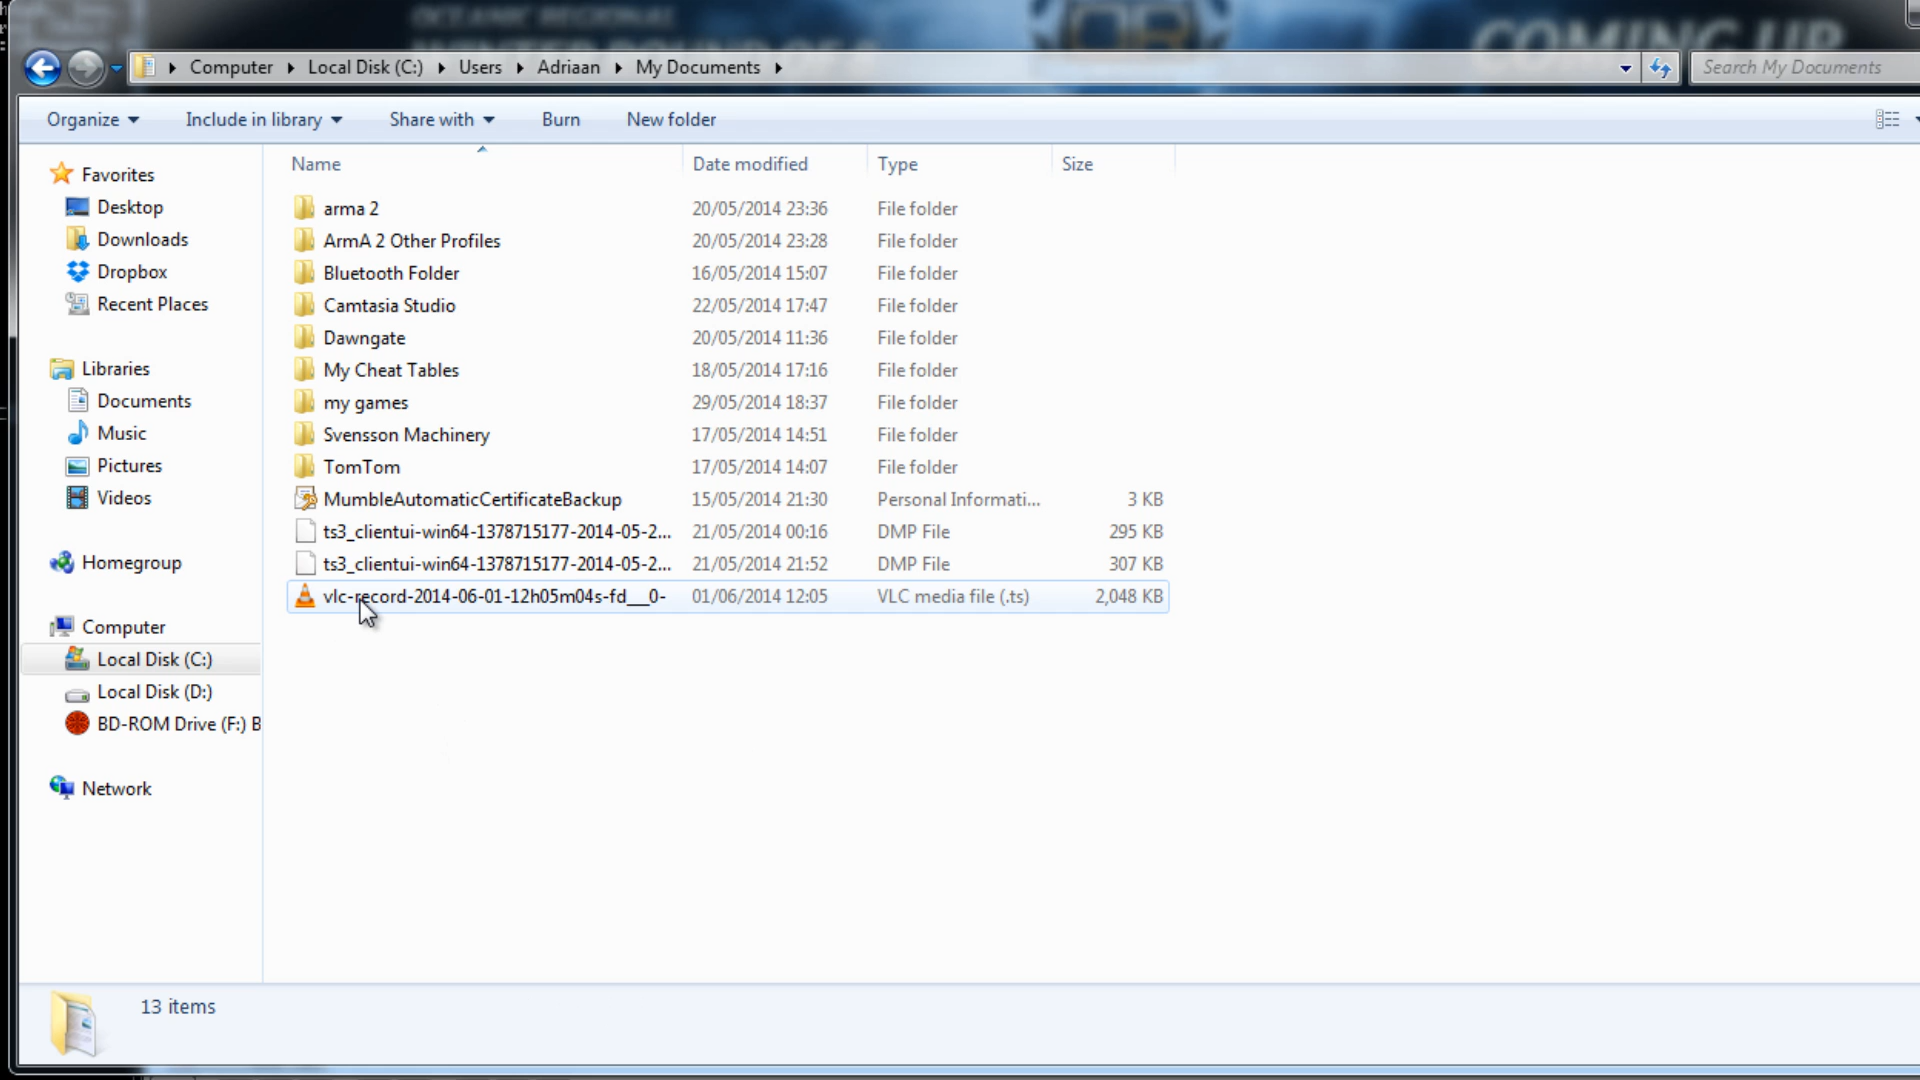 OCEANIC REGIONAL
COMING UP
Computer Local Disk (C:) Users Adriaan My Documents Search My Documents
Organize Include in library Share with Burn New folder
Name Date modified Type Size
Favorites
Desktop
Downloads
Dropbox
Recent Places
Libraries
Documents
Music
Pictures
Videos
Homegroup
Computer
Local Disk (C:)
Local Disk (D:)
BD-ROM Drive (F:) B
Network
arma 2 20/05/2014 23:36 File folder
ArmA 2 Other Profiles 20/05/2014 23:28 File folder
Bluetooth Folder 16/05/2014 15:07 File folder
Camtasia Studio 22/05/2014 17:47 File folder
Dawngate 20/05/2014 11:36 File folder
My Cheat Tables 18/05/2014 17:16 File folder
my games 29/05/2014 18:37 File folder
Svensson Machinery 17/05/2014 14:51 File folder
TomTom 17/05/2014 14:07 File folder
MumbleAutomaticCertificateBackup 15/05/2014 21:30 Personal Informati... 3 KB
ts3_clientui-win64-1378715177-2014-05-2... 21/05/2014 00:16 DMP File 295 KB
ts3_clientui-win64-1378715177-2014-05-2... 21/05/2014 21:52 DMP File 307 KB
vlc-record-2014-06-01-12h05m04s-fd___0- 01/06/2014 12:05 VLC media file (.ts) 2,048 KB
13 items